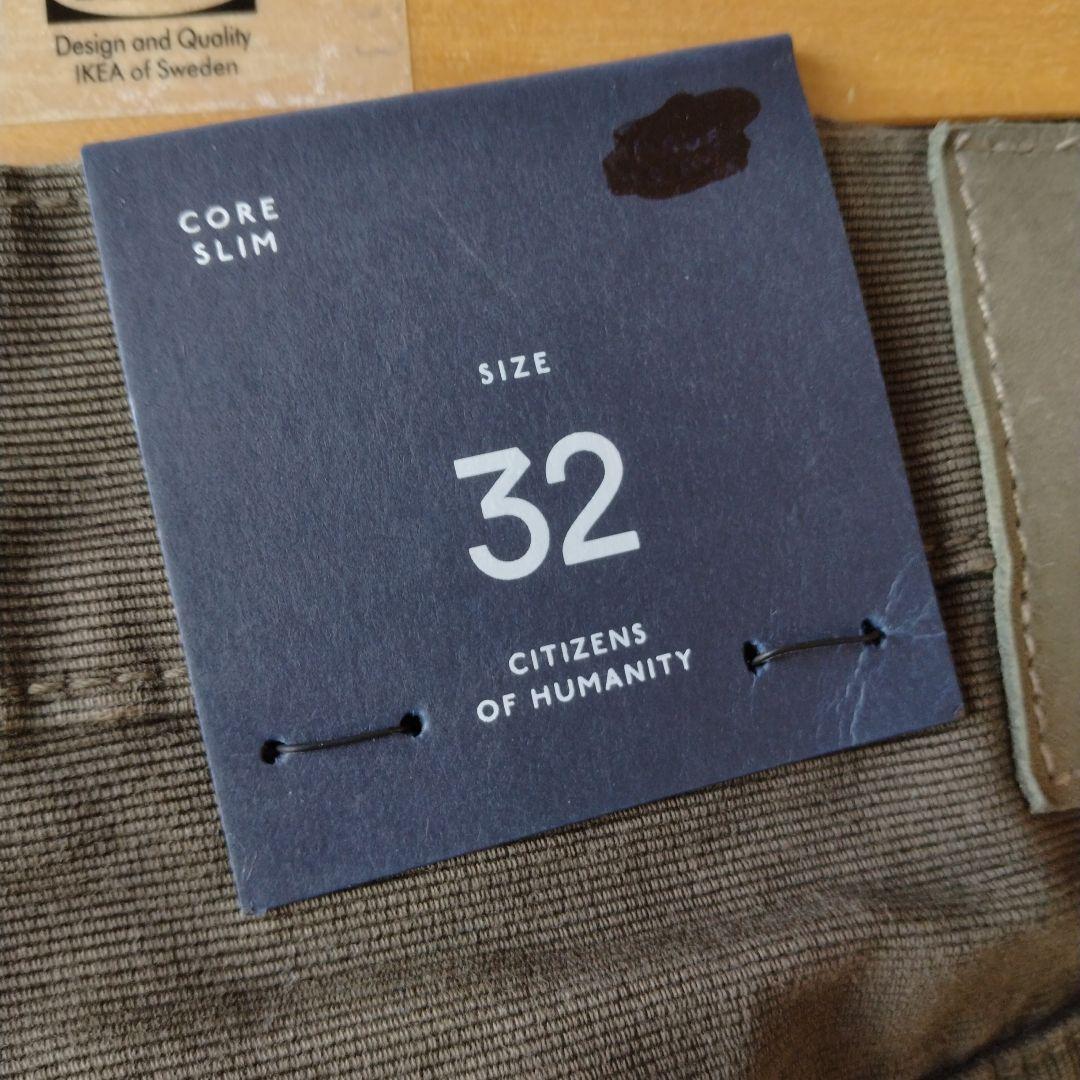 Design and Quality
IKEA of Sweden
CORE
SLIM
SIZE
32
CITIZENS
OF HUMANITY